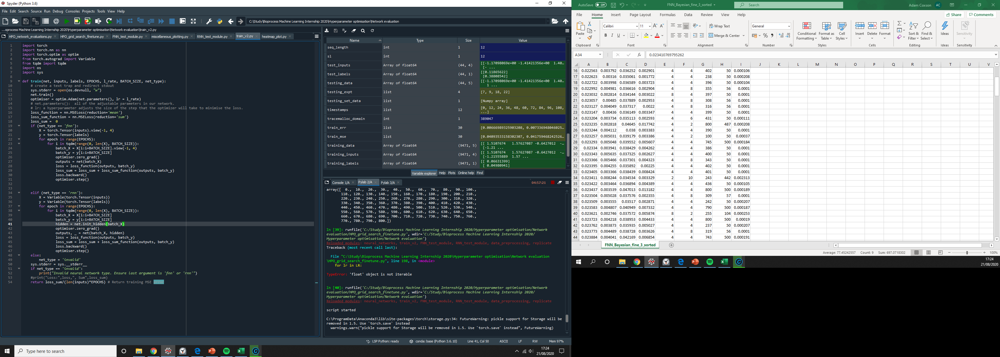 Spyder (Python 3.6)
File Edit Search Source Run Debug Consoles Projects Tools View Help
C:\Study\Bioprocess Machine Learning Internship 2020\Hyperparameter optimisation\Network evaluation
...oprocess Machine Learning Internship 2020\Hyperparameter optimisation\Network evaluation\train_v2.py
HPO_network_evaluations.py HPO_grid_search_finetune.py FNN_test_module.py miscellaneous_plotting.py RNN_test_module.py train_v2.py heatmap_plot.py
1 import torch
2 import torch.nn as nn
3 import torch.optim as optim
4 from torch.autograd import Variable
5 from tqdm import tqdm
6 import os
7 import sys
8
9 def train(net, inputs, labels, EPOCHS, l_rate, BATCH_SIZE, net_type):
10 # create a text trap and redirect stdout
11 sys.stderr = open(os.devnull, "w")
12 net.train()
13 optimiser = optim.Adam(net.parameters(), lr = l_rate)
14 # net.parameters(): all of the adjustable parameters in our network.
15 # lr: a hyperparameter adjusts the size of the step that the optimizer will take to minimise the loss.
16 loss_function = nn.MSELoss(reduction='mean')
17 loss_sum_function = nn.MSELoss(reduction='sum')
18 loss_sum = 0
19 if (net_type == 'fnn'):
20 X = torch.Tensor(inputs).view(-1, 4)
21 y = torch.Tensor(labels)
22 for epoch in range(EPOCHS):
23 for i in tqdm(range(0, len(X), BATCH_SIZE)):
24 batch_X = X[i:i+BATCH_SIZE].view(-1, 4)
25 batch_y = y[i:i+BATCH_SIZE]
26 optimiser.zero_grad()
27 outputs = net(batch_X)
28 loss = loss_function(outputs, batch_y)
29 loss_sum = loss_sum + loss_sum_function(outputs, batch_y)
30 loss.backward()
31 optimiser.step()
32
33
34 elif (net_type == 'rnn'):
35 X = Variable(torch.Tensor(inputs))
36 y = Variable(torch.Tensor(labels))
37 for epoch in range(EPOCHS):
38 for i in tqdm(range(0, len(X), BATCH_SIZE)):
39 batch_X = X[i:i+BATCH_SIZE]
40 batch_y = y[i:i+BATCH_SIZE]
41 hidden = net.init_hidden(batch_X)
42 optimiser.zero_grad()
43 outputs, _ = net(batch_X, hidden)
44 loss = loss_function(outputs, batch_y)
45 loss_sum = loss_sum + loss_sum_function(outputs, batch_y)
46 loss.backward()
47 optimiser.step()
48 else:
49 net_type = 'invalid'
50 sys.stderr = sys.__stderr__
51 if net_type == 'invalid':
52 print("Invalid neural network type. Ensure last argument is 'fnn' or 'rnn'")
53 #print("Loss:",loss,", Sum",loss_sum)
54 return loss_sum/(len(inputs)*EPOCHS) # Return training MSE
Name Type Size Value
seq_length int 1 12
sl int 1 12
test_inputs Array of float64 (44, 4) [[-1.17098069e+00 -1.41421356e+00 1.40...
[- ...
test_labels Array of float64 (44, 1) [[0.11865622]
[0.38808542]
testing_data Array of float64 (44, 5) [[-1.17098069e+00 -1.41421356e+00 1.40...
1 ...
testing_expt list 4 [7, 9, 18, 22]
testing_set_data list 1 [Numpy array]
timestamps list 12 [0, 12, 24, 36, 48, 60, 72, 84, 96, 108,
...]
tracemalloc_domain int 1 389047
train_err list 30 [0.00666989325903208, 0.007336948046025...
train_mse list 30 [0.04093533158302307, 0.041759468242526...
training_data Array of float64 (9471, 5) [[ 1.5107674 1.57627087 -0.6427012 -...
[-1.21 ...
training_inputs Array of float64 (9471, 4) [[ 1.5107674 1.57627087 -0.6427012 -...
[-1.21555889 1.57 ...
training_labels Array of float64 (9471, 1) [[ 0.06631399]
[ 0.04980941]
Variable explorer Help Plots Online help Find
Console 1/A Pylab 2/A Pylab 3/A 04:57:21
array([ 0., 10., 20., 30., 40., 50., 60., 70., 80., 90., 100.,
110., 120., 130., 140., 150., 160., 170., 180., 190., 200., 210.,
220., 230., 240., 250., 260., 270., 280., 290., 300., 310., 320.,
330., 340., 350., 360., 370., 380., 390., 400., 410., 420., 430.,
440., 450., 460., 470., 480., 490., 500., 510., 520., 530., 540.,
550., 560., 570., 580., 590., 600., 610., 620., 630., 640., 650.,
660., 670., 680., 690., 700., 710., 720., 730., 740., 750., 760.,
770., 780., 790., 800.])
In [39]: runfile('C:/Study/Bioprocess Machine Learning Internship 2020/Hyperparameter optimisation/Network
evaluation/HPO_grid_search_finetune.py', wdir='C:/Study/Bioprocess Machine Learning Internship 2020/
Hyperparameter optimisation/Network evaluation')
Reloaded modules: neural_networks, train_v2, FNN_test_module, RNN_test_module, data_preprocessing, replicate
Traceback (most recent call last):
File "C:\Study\Bioprocess Machine Learning Internship 2020\Hyperparameter optimisation\Network evaluation
\HPO_grid_search_finetune.py", line 198, in <module>
for lr in LR:
TypeError: 'float' object is not iterable
In [40]: runfile('C:/Study/Bioprocess Machine Learning Internship 2020/Hyperparameter optimisation/Network
evaluation/HPO_grid_search_finetune.py', wdir='C:/Study/Bioprocess Machine Learning Internship 2020/
Hyperparameter optimisation/Network evaluation')
Reloaded modules: neural_networks, train_v2, FNN_test_module, RNN_test_module, data_preprocessing, replicate
script started
C:\ProgramData\Anaconda3\lib\site-packages\torch\storage.py:34: FutureWarning: pickle support for Storage will be
removed in 1.5. Use `torch.save` instead
warnings.warn("pickle support for Storage will be removed in 1.5. Use `torch.save` instead", FutureWarning)
LSP Python: ready conda: base (Python 3.6.10) Line 41, Col 50 ASCII LF RW Mem 97%
Type here to search
17:24
21/08/2020
AutoSave Off FNN_Bayesian_fine_3_sorted Search Adam Coxson AC
File Home Insert Page Layout Formulas Data Review View Help Share Comments
Paste Calibri 11 Wrap Text General
B I U Merge & Center
Conditional Formatting Format as Table Cell Styles Insert Delete Format Sort & Filter Find & Select Ideas Sensitivity
Clipboard Font Alignment Number Styles Cells Editing Ideas Sensitivity
A34 fx 0.023410769795262
A B C D E F G H I J K L M N O P Q R S T U V
16 0.022563 0.003792 0.036252 0.002901 4 4 402 50 0.000106
17 0.022623 0.00316 0.035061 0.001772 4 4 238 50 0.000208
18 0.022722 0.003998 0.036589 0.003723 4 4 396 50 0.000104
19 0.022992 0.004981 0.036616 0.002904 4 8 355 56 0.0001
20 0.023032 0.002814 0.034144 0.003022 8 4 397 50 0.0001
21 0.023057 0.00485 0.037889 0.002953 4 8 308 56 0.0001
22 0.023127 0.004049 0.037317 0.0022 4 8 316 56 0.0001
23 0.023147 0.00436 0.036149 0.003347 4 4 399 50 0.0001
24 0.023204 0.003734 0.035113 0.002593 4 6 431 50 0.000111
25 0.023235 0.002818 0.04645 0.017742 4 2 800 487 0.000208
26 0.023244 0.004112 0.038 0.003383 4 4 390 50 0.0001
27 0.023257 0.005031 0.039179 0.003386 4 2 100 50 0.00037
28 0.023293 0.005048 0.039552 0.005607 4 4 745 500 0.000184
29 0.02334 0.003941 0.038429 0.004262 4 4 386 50 0.0001
30 0.023343 0.005635 0.037325 0.002627 4 4 400 50 0.0001
31 0.023366 0.005466 0.037301 0.004323 4 8 343 50 0.0001
32 0.023395 0.004255 0.035892 0.00225 4 4 402 50 0.0001
33 0.023405 0.003366 0.038439 0.008424 4 4 401 50 0.0001
34 0.023411 0.008244 0.034534 0.003329 2 10 243 442 0.002313
35 0.023422 0.003464 0.036894 0.004389 4 4 436 50 0.000105
36 0.023437 0.003539 0.047013 0.013182 4 4 800 500 0.000189
37 0.023504 0.005028 0.037576 0.002355 4 8 309 57 0.0001
38 0.023509 0.003555 0.03517 0.002871 4 4 242 50 0.000207
39 0.023583 0.004807 0.040949 0.007332 4 4 790 500 0.000187
40 0.023621 0.002746 0.037572 0.005874 8 2 255 104 0.000253
41 0.023723 0.004218 0.038953 0.004433 4 4 800 500 0.00019
42 0.023762 0.003873 0.035935 0.005027 4 4 237 50 0.000207
43 0.023773 0.004489 0.038728 0.003626 4 8 319 56 0.0001
44 0.023884 0.004041 0.042169 0.006854 4 4 743 500 0.000191
FNN_Bayesian_fine_3_sorted
Average: 77.45242557 Count: 9 Sum: 697.0718302 100%
17:24
21/08/2020